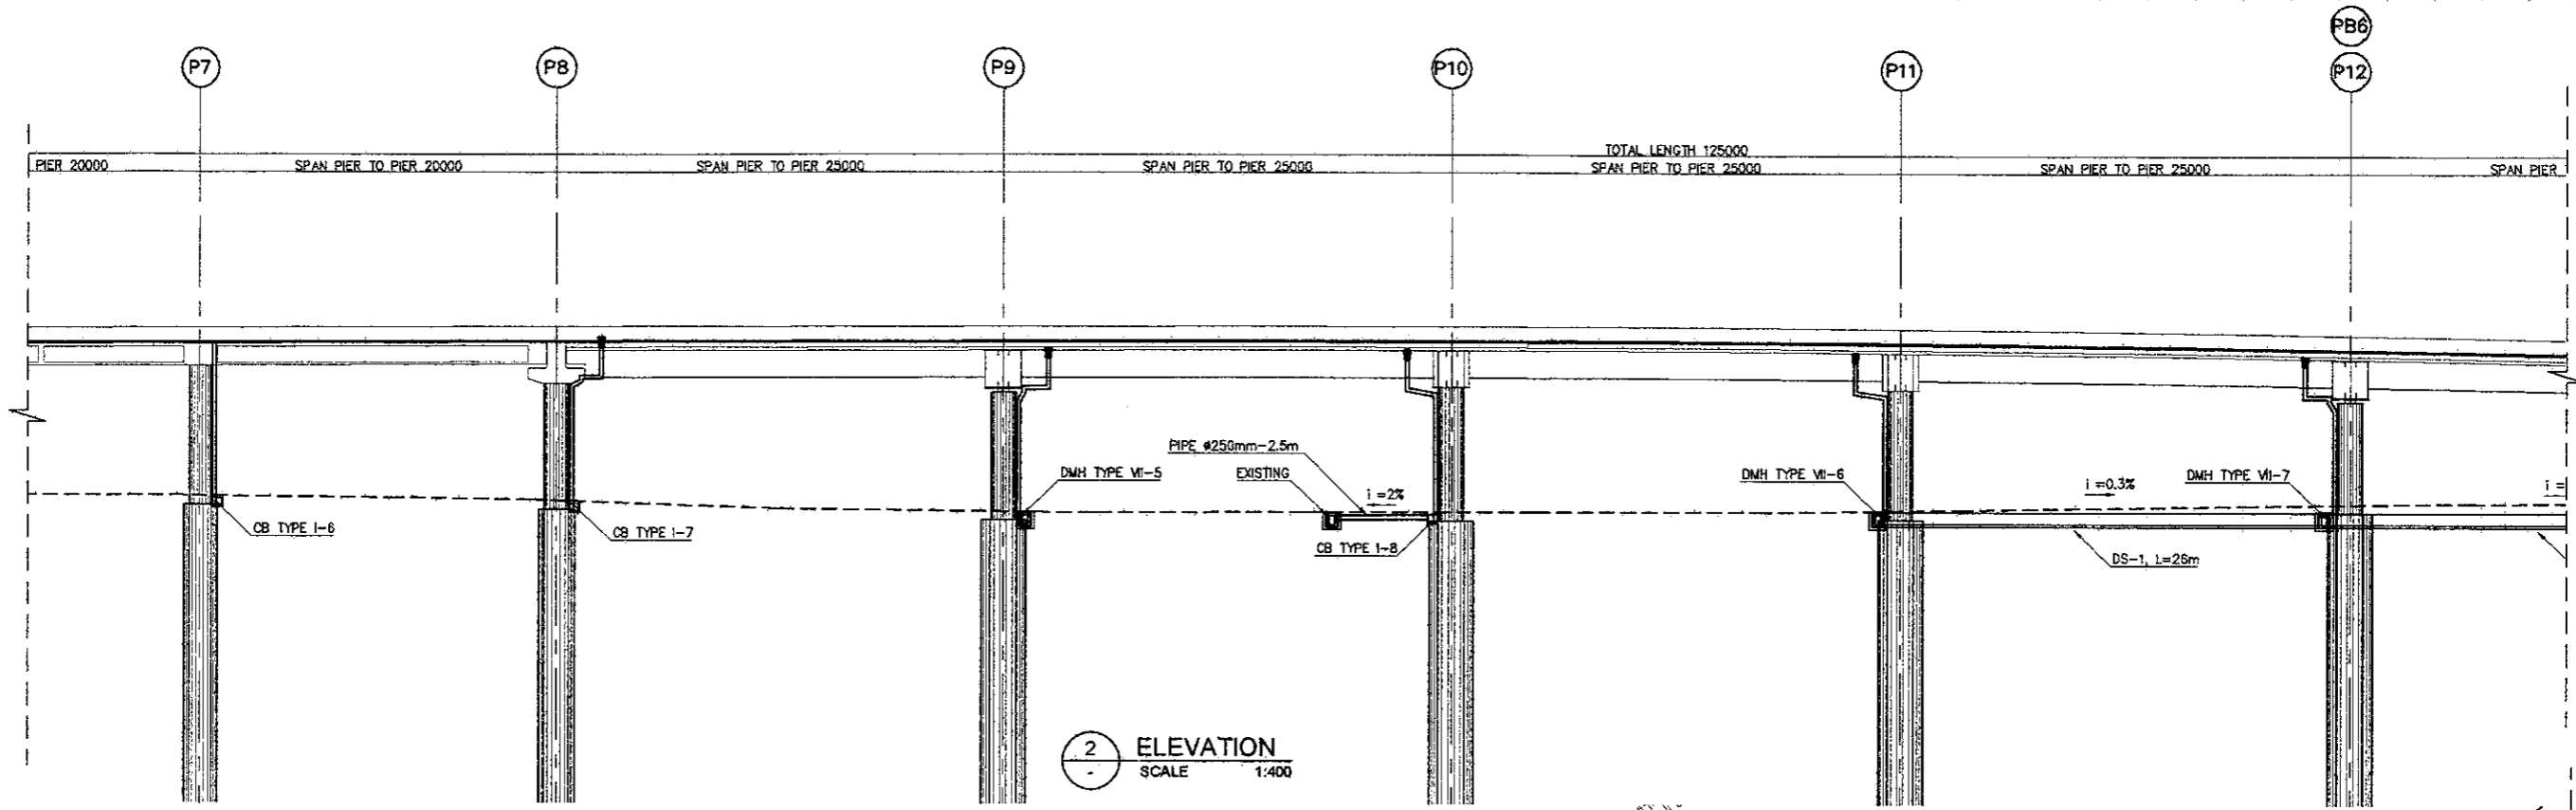 PB6
P7
P8
P9
P10
P11
P12
TOTAL LENGTH 125000
PIER 20000
SPAN PIER TO PIER 20000
SPAN PIER TO PIER 25000
SPAN PIER TO PIER 25000
SPAN PIER TO PIER 25000
SPAN PIER TO PIER 25000
SPAN PIER
PIPE ø250mm-2.5m
EXISTING
DMH TYPE VII-5
i =2%
DMH TYPE VII-6
i =0.3%
DMH TYPE VII-7
i =
CB TYPE I-6
CB TYPE I-7
CB TYPE I-8
DS-1, L=26m
2
-
ELEVATION
SCALE 1:400